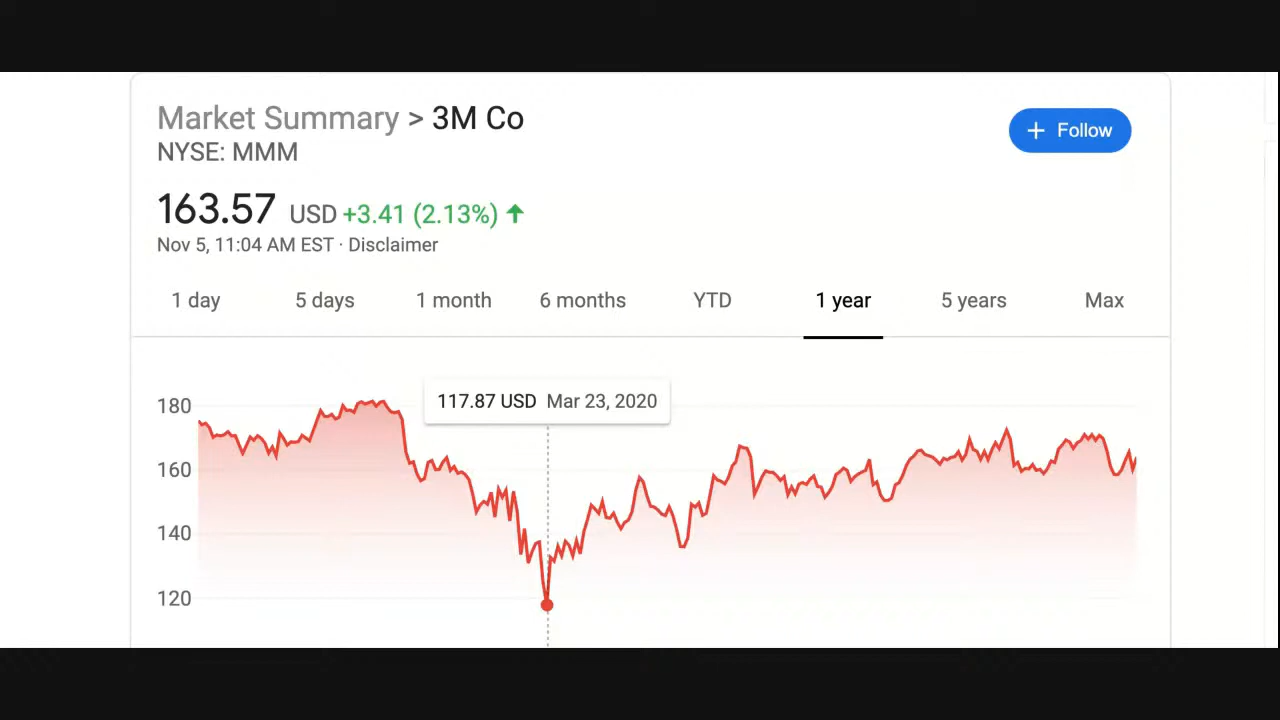 Market Summary > 3M Co
+ Follow
NYSE: MMM
163.57 USD +3.41 (2.13%) ↑
Nov 5, 11:04 AM EST · Disclaimer
1 day 5 days 1 month 6 months YTD 1 year 5 years Max
117.87 USD Mar 23, 2020
180
160
140
120